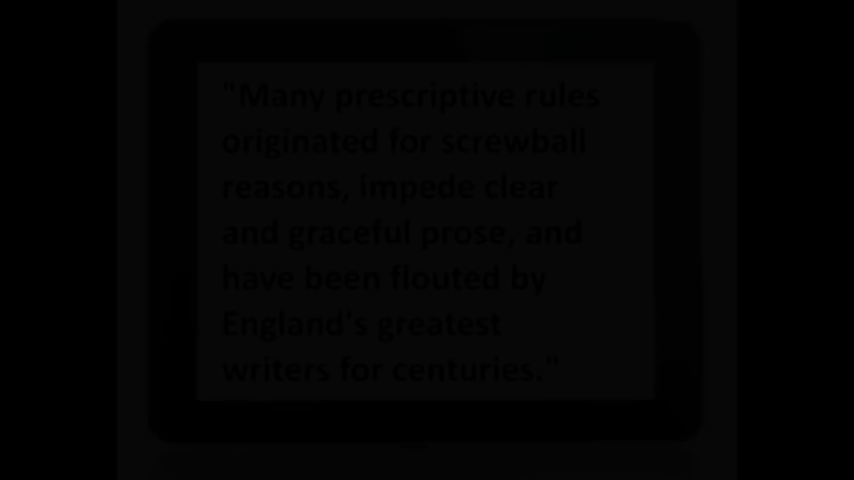 "Many prescriptive rules
originated for screwball
reasons, impede clear
and graceful prose, and
have been flouted by
England's greatest
writers for centuries."